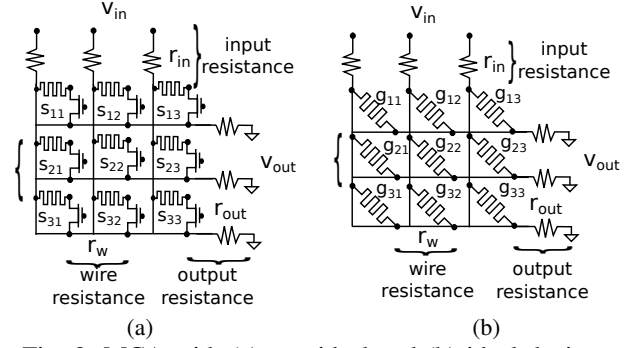 v_in
v_in
r_in
input
resistance
r_in
input
resistance
s_11
s_12
s_13
g_11
g_12
g_13
s_21
s_22
s_23
v_out
g_21
g_22
g_23
v_out
s_31
s_32
s_33
r_out
g_31
g_32
g_33
r_out
r_w
r_w
wire
resistance
output
resistance
wire
resistance
output
resistance
(a)
(b)